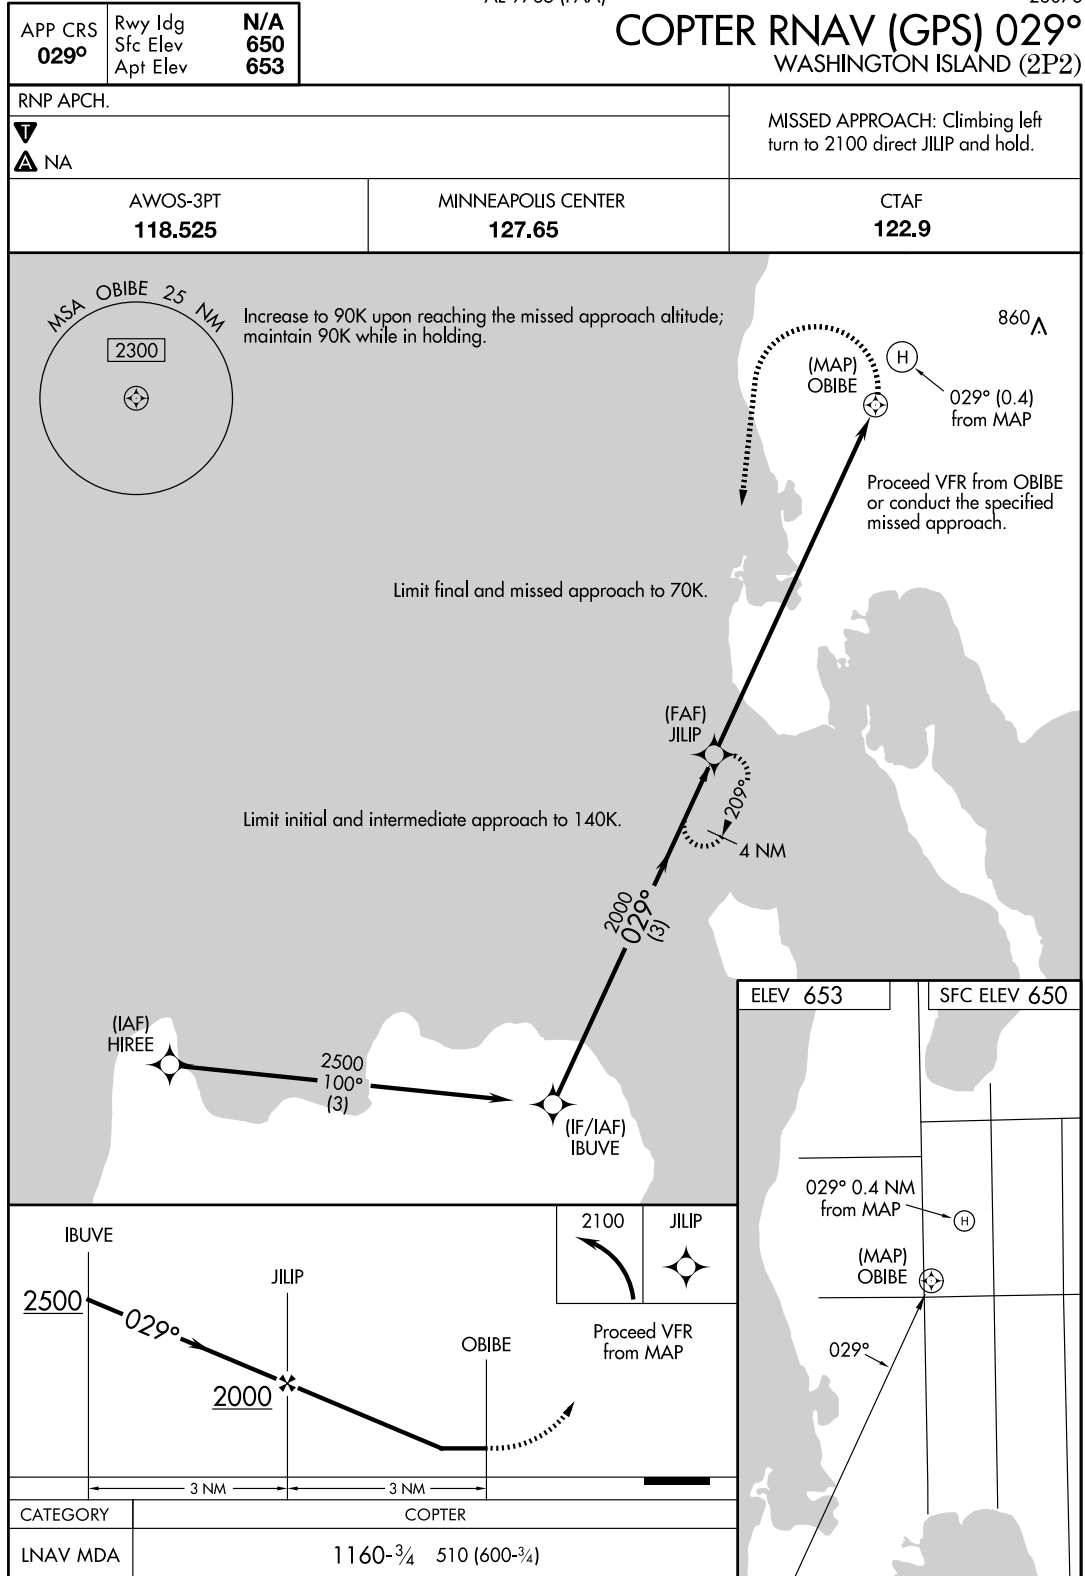 APP CRS
029°
Rwy Idg N/A
Sfc Elev 650
Apt Elev 653
COPTER RNAV (GPS) 029°
WASHINGTON ISLAND (2P2)
RNP APCH.
T
A NA
MISSED APPROACH: Climbing left
turn to 2100 direct JILIP and hold.
AWOS-3PT
118.525
MINNEAPOLIS CENTER
127.65
CTAF
122.9
MSA OBIBE 25 NM
2300
Increase to 90K upon reaching the missed approach altitude;
maintain 90K while in holding.
860
(MAP)
OBIBE
H
029° (0.4)
from MAP
Proceed VFR from OBIBE
or conduct the specified
missed approach.
Limit final and missed approach to 70K.
(FAF)
JILIP
209°
4 NM
Limit initial and intermediate approach to 140K.
2000
029°
(3)
(IAF)
HIREE
2500
100°
(3)
(IF/IAF)
IBUVE
ELEV 653
SFC ELEV 650
029° 0.4 NM
from MAP
H
(MAP)
OBIBE
029°
IBUVE
2500
029°
JILIP
2000
OBIBE
2100
JILIP
Proceed VFR
from MAP
3 NM
3 NM
CATEGORY
COPTER
LNAV MDA
1160-¾ 510 (600-¾)